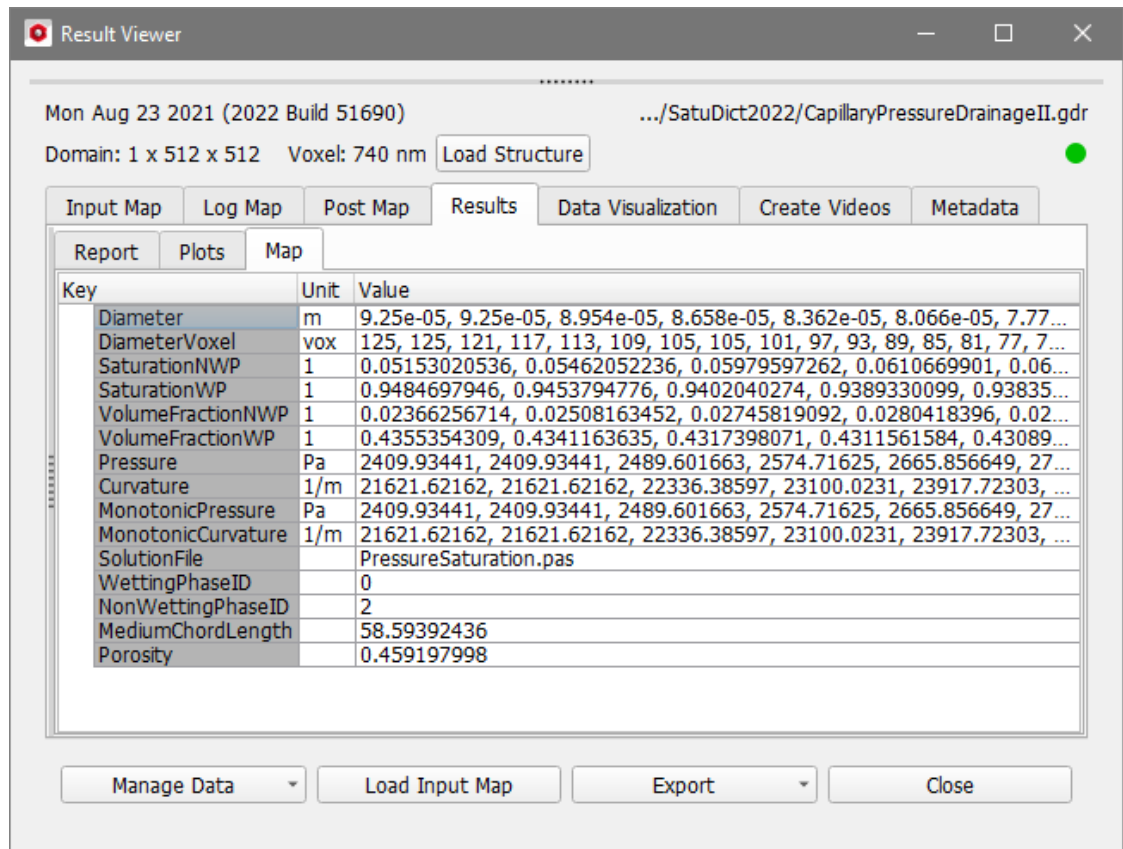 Result Viewer
Mon Aug 23 2021 (2022 Build 51690) .../SatuDict2022/CapillaryPressureDrainageII.gdr
Domain: 1 x 512 x 512 Voxel: 740 nm Load Structure
Input Map Log Map Post Map Results Data Visualization Create Videos Metadata
Report Plots Map
Key Unit Value
Diameter m 9.25e-05, 9.25e-05, 8.954e-05, 8.658e-05, 8.362e-05, 8.066e-05, 7.77...
DiameterVoxel vox 125, 125, 121, 117, 113, 109, 105, 105, 101, 97, 93, 89, 85, 81, 77, 7...
SaturationNWP 1 0.05153020536, 0.05462052236, 0.05979597262, 0.0610669901, 0.06...
SaturationWP 1 0.9484697946, 0.9453794776, 0.9402040274, 0.9389330099, 0.93835...
VolumeFractionNWP 1 0.02366256714, 0.02508163452, 0.02745819092, 0.0280418396, 0.02...
VolumeFractionWP 1 0.4355354309, 0.4341163635, 0.4317398071, 0.4311561584, 0.43089...
Pressure Pa 2409.93441, 2409.93441, 2489.601663, 2574.71625, 2665.856649, 27...
Curvature 1/m 21621.62162, 21621.62162, 22336.38597, 23100.0231, 23917.72303, ...
MonotonicPressure Pa 2409.93441, 2409.93441, 2489.601663, 2574.71625, 2665.856649, 27...
MonotonicCurvature 1/m 21621.62162, 21621.62162, 22336.38597, 23100.0231, 23917.72303, ...
SolutionFile PressureSaturation.pas
WettingPhaseID 0
NonWettingPhaseID 2
MediumChordLength 58.59392436
Porosity 0.459197998
Manage Data Load Input Map Export Close